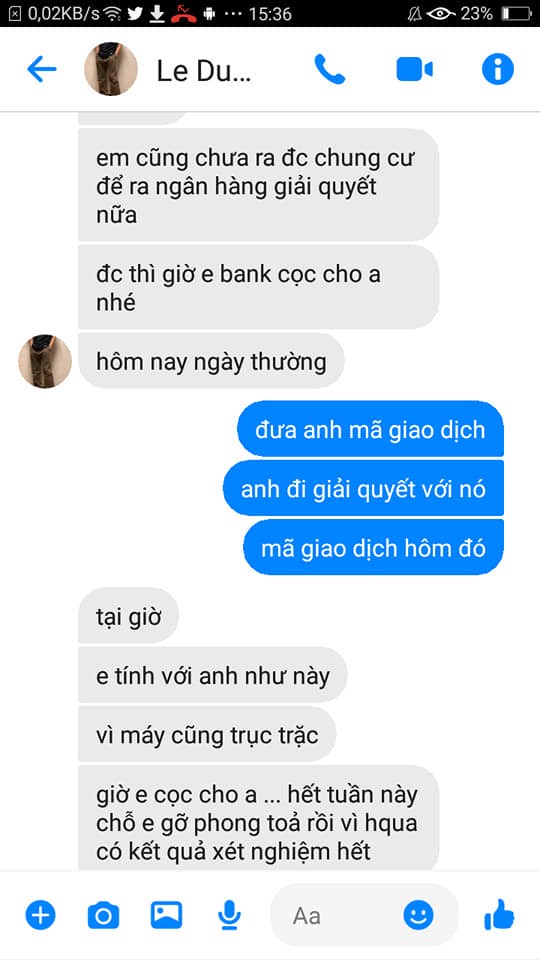 0,02KB/s ... 15:36 23%
Le Du...
em cũng chưa ra đc chung cư
để ra ngân hàng giải quyết
nữa
đc thì giờ e bank cọc cho a
nhé
hôm nay ngày thường
đưa anh mã giao dịch
anh đi giải quyết với nó
mã giao dịch hôm đó
tại giờ
e tính với anh như này
vì máy cũng trục trặc
giờ e cọc cho a ... hết tuần này
chỗ e gỡ phong toả rồi vì hqua
có kết quả xét nghiệm hết
Aa